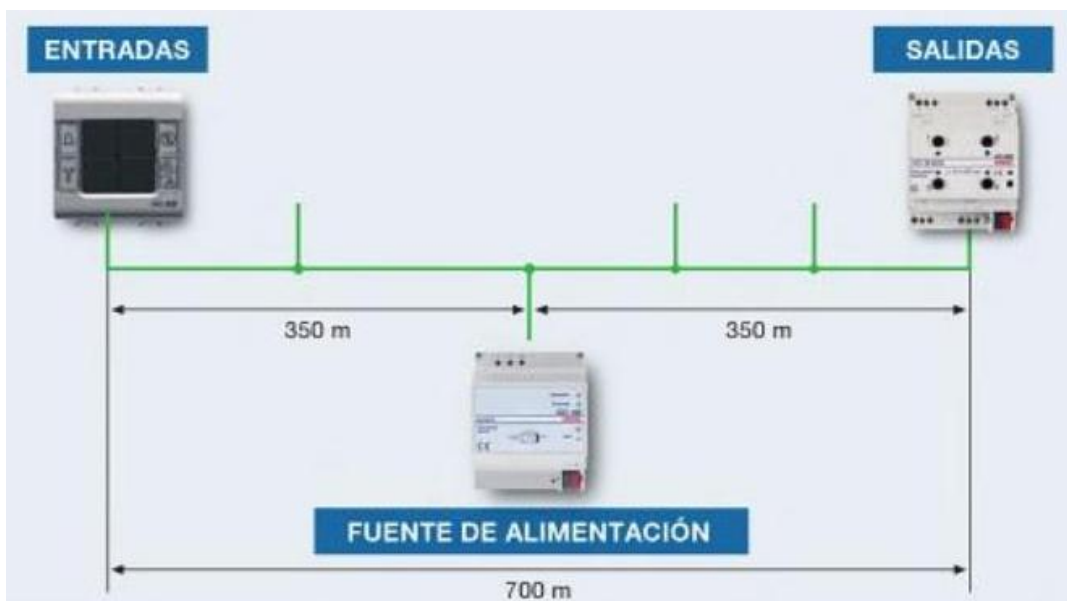 ENTRADAS
SALIDAS
350 m
350 m
FUENTE DE ALIMENTACIÓN
700 m